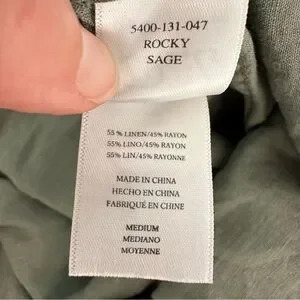 5400-131-047
ROCKY
SAGE
55 % LINEN/45% RAYON
55% LINO/45% RAYON
55% LIN/45% RAYONNE
MADE IN CHINA
HECHO EN CHINA
FABRIQUÉ EN CHINE
MEDIUM
MEDIANO
MOYENNE